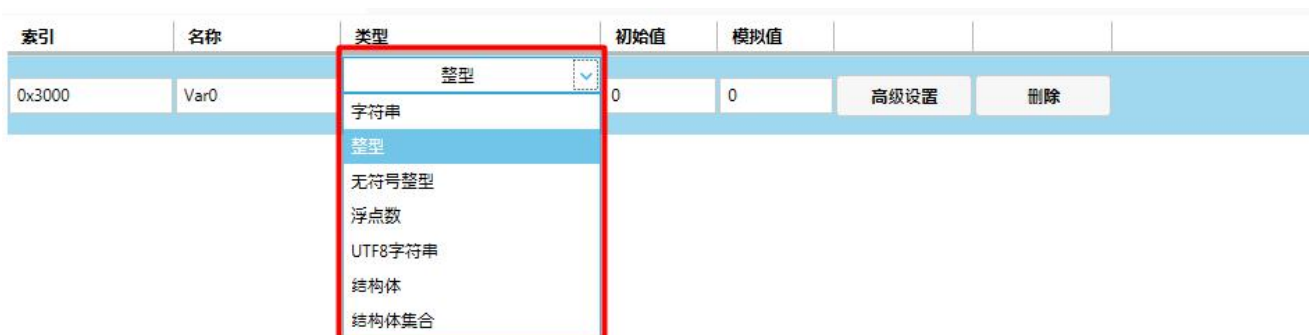 索引 名称 类型 初始值 模拟值
整型
0x3000 Var0 0 0 高级设置 删除
字符串
整型
无符号整型
浮点数
UTF8字符串
结构体
结构体集合